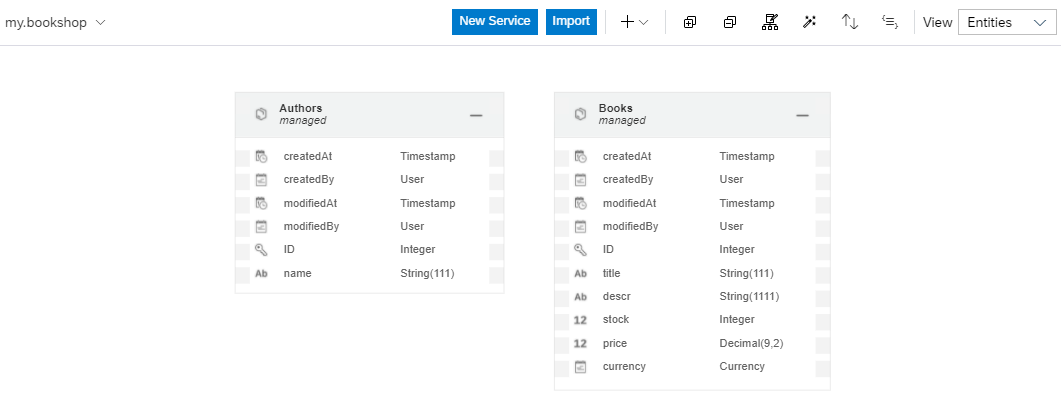 my.bookshop
New Service
Import
View
Entities
Authors
managed
createdAt Timestamp
createdBy User
modifiedAt Timestamp
modifiedBy User
ID Integer
Ab name String(111)
Books
managed
createdAt Timestamp
createdBy User
modifiedAt Timestamp
modifiedBy User
ID Integer
Ab title String(111)
Ab descr String(1111)
12 stock Integer
12 price Decimal(9,2)
currency Currency